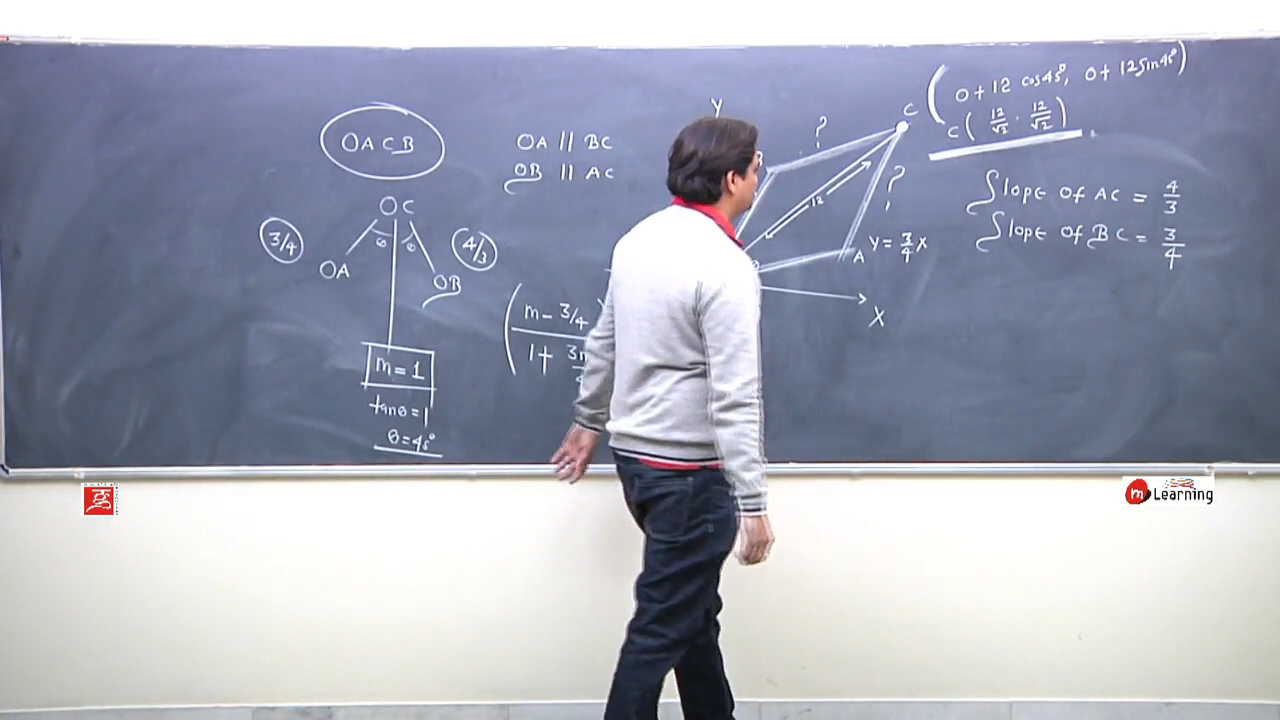 OACB
OA || BC
OB || AC
OC
3/4
4/3
θ θ
OA
OB
m = 1
tanθ = 1
θ = 45°
m - 3/4
1 +
Y
?
C
12
?
A
Y = 3/4 X
X
( 0 + 12 cos45°, 0 + 12 Sin45° )
C ( 12/√2 , 12/√2 )
Slope Of AC = 4/3
Slope Of BC = 3/4
m Learning